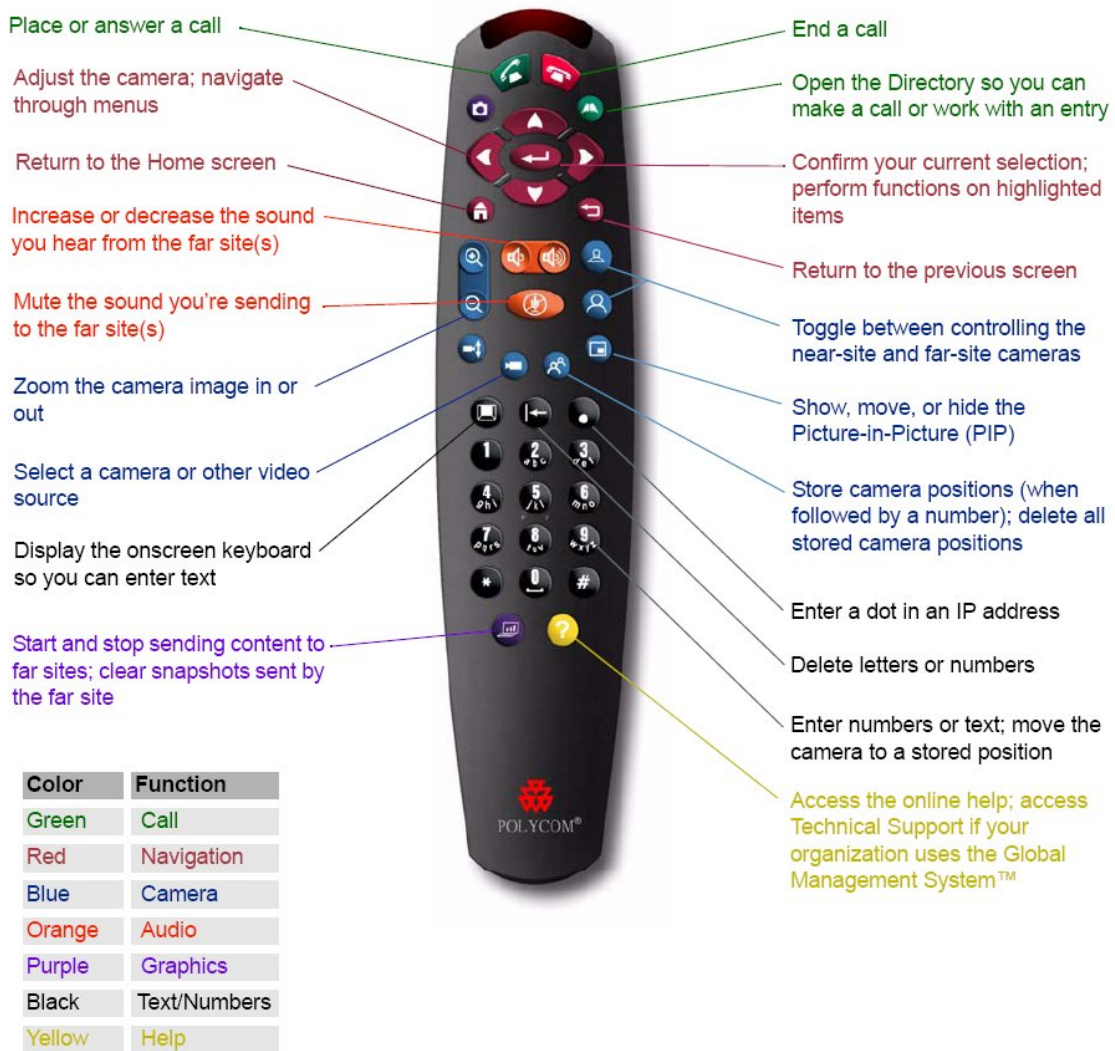 Place or answer a call
Adjust the camera; navigate
through menus
Return to the Home screen
Increase or decrease the sound
you hear from the far site(s)
Mute the sound you're sending
to the far site(s)
Zoom the camera image in or
out
Select a camera or other video
source
Display the onscreen keyboard
so you can enter text
Start and stop sending content to
far sites; clear snapshots sent by
the far site
End a call
Open the Directory so you can
make a call or work with an entry
Confirm your current selection;
perform functions on highlighted
items
Return to the previous screen
Toggle between controlling the
near-site and far-site cameras
Show, move, or hide the
Picture-in-Picture (PIP)
Store camera positions (when
followed by a number); delete all
stored camera positions
Enter a dot in an IP address
Delete letters or numbers
Enter numbers or text; move the
camera to a stored position
Access the online help; access
Technical Support if your
organization uses the Global
Management System™
1 2 3
abc def
4 5 6
ghi jkl mno
7 8 9
pqrs tuv wxyz
* 0 #
?
POLYCOM®
Color Function
Green Call
Red Navigation
Blue Camera
Orange Audio
Purple Graphics
Black Text/Numbers
Yellow Help